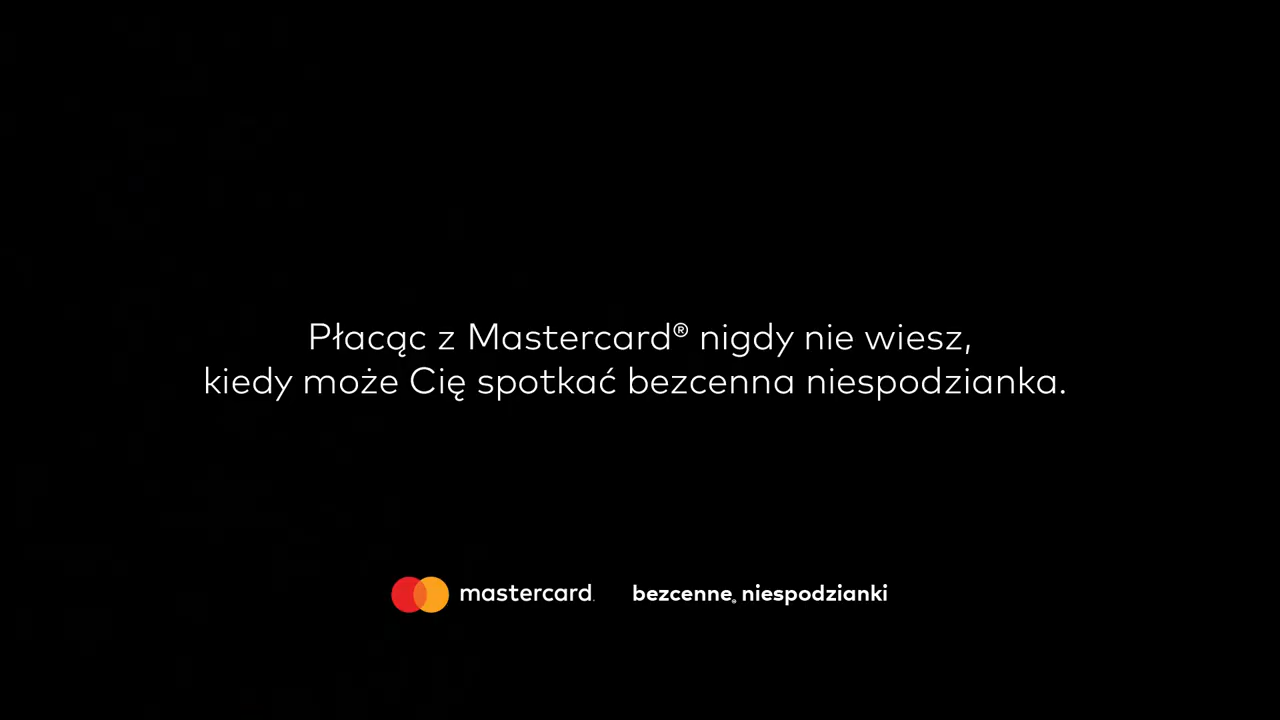 Płacąc z Mastercard® nigdy nie wiesz,
kiedy może Cię spotkać bezcenna niespodzianka.
mastercard. bezcenne® niespodzianki